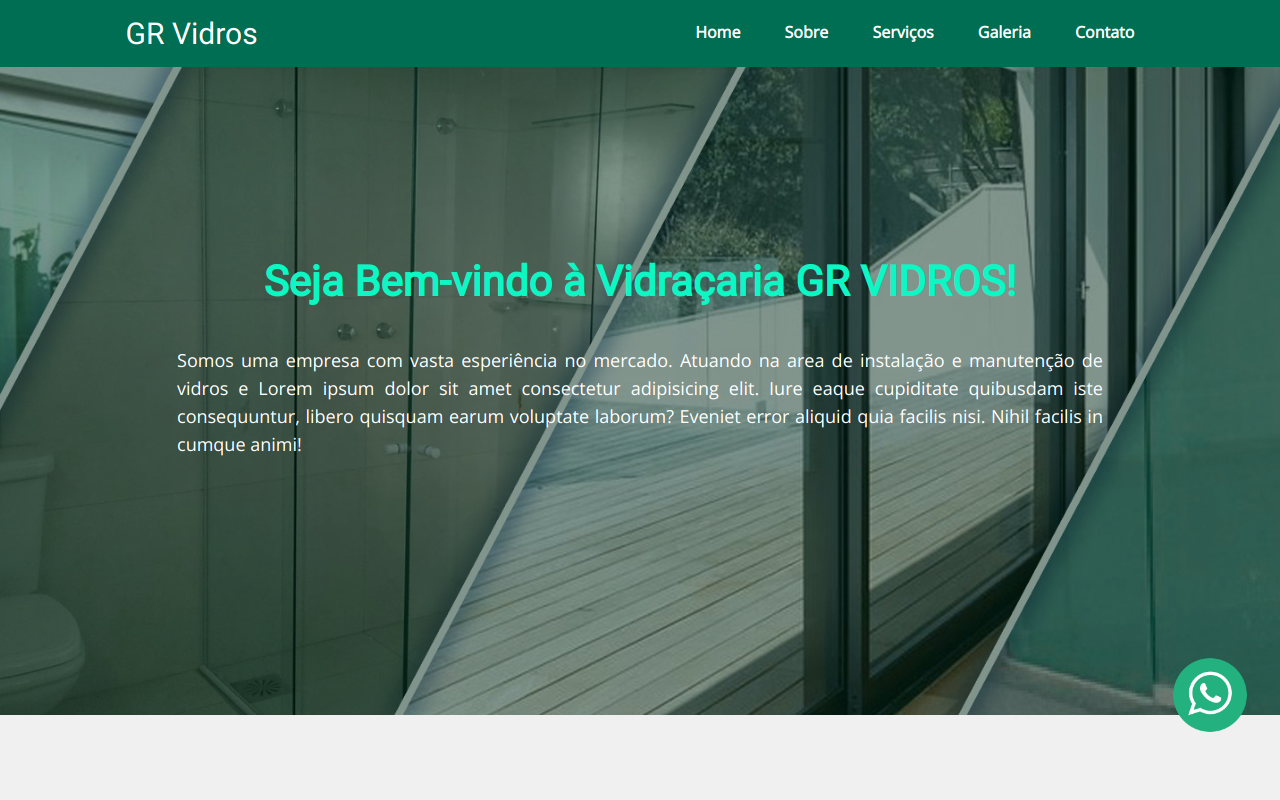 GR Vidros
Home Sobre Serviços Galeria Contato
Seja Bem-vindo à Vidraçaria GR VIDROS!
Somos uma empresa com vasta esperiência no mercado. Atuando na area de instalação e manutenção de
vidros e Lorem ipsum dolor sit amet consectetur adipisicing elit. Iure eaque cupiditate quibusdam iste
consequuntur, libero quisquam earum voluptate laborum? Eveniet error aliquid quia facilis nisi. Nihil facilis in
cumque animi!